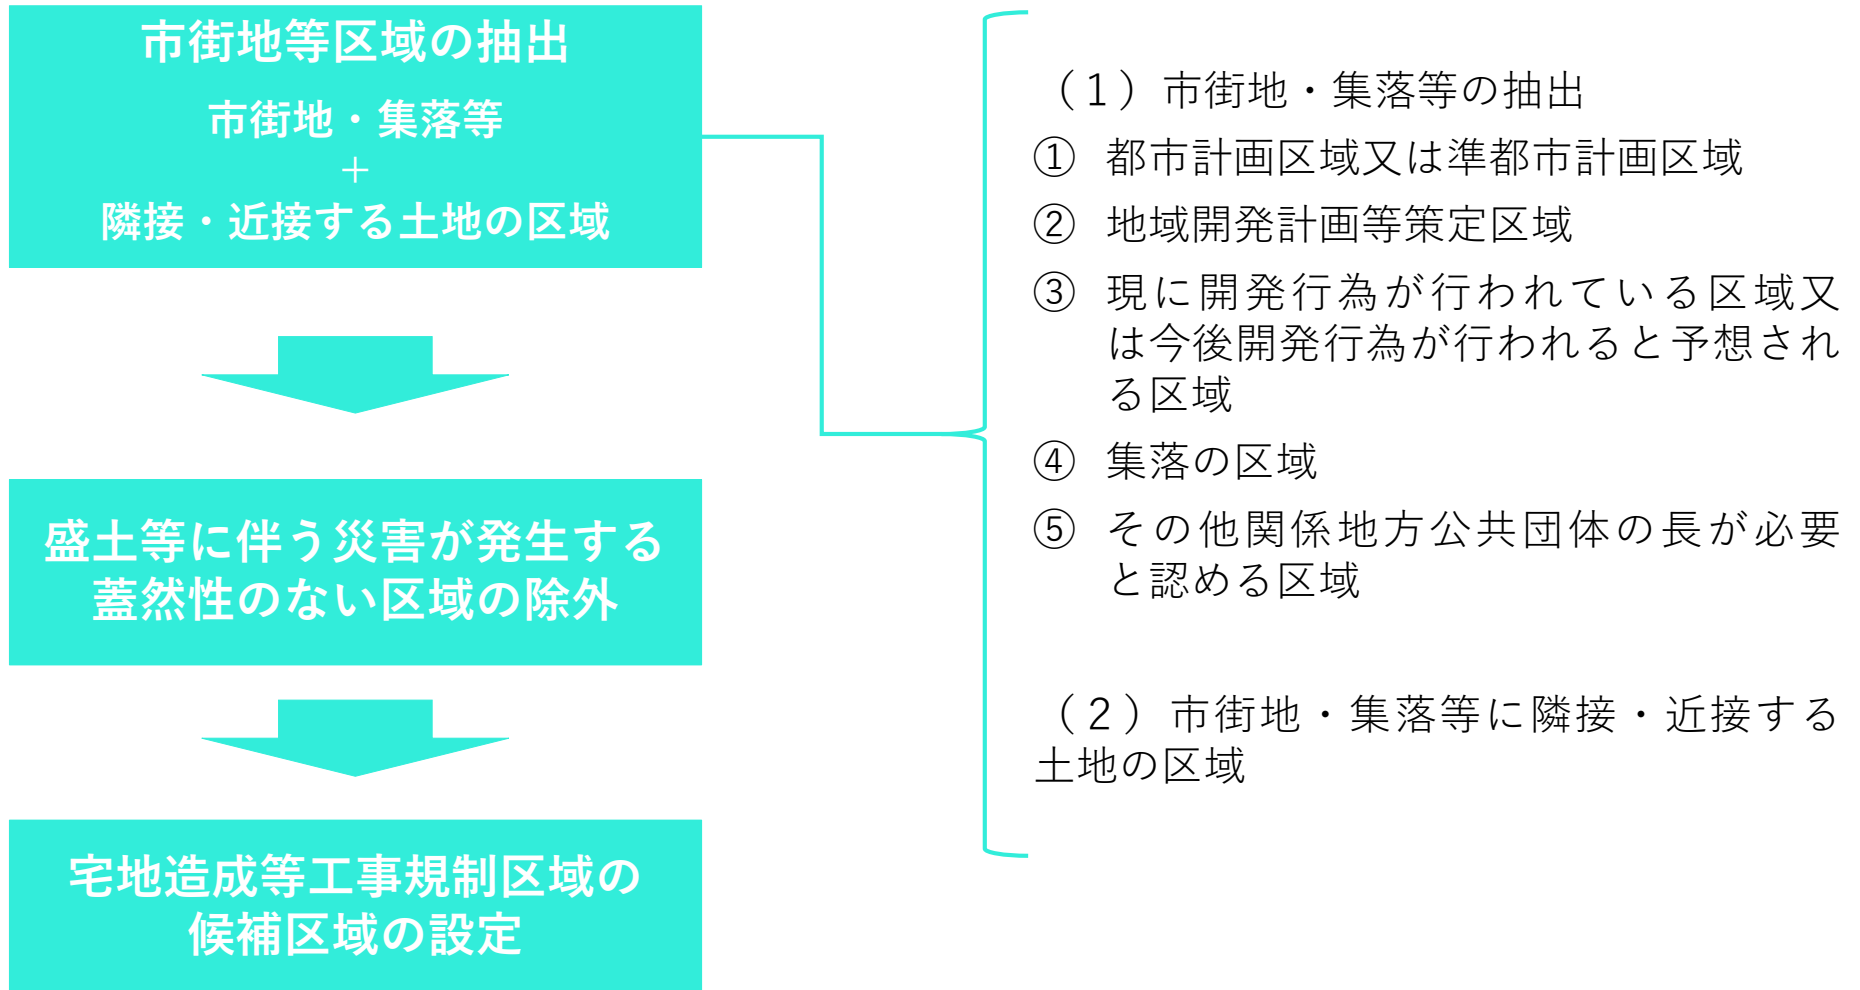 市街地等区域の抽出
市街地・集落等
＋
隣接・近接する土地の区域
盛土等に伴う災害が発生する
蓋然性のない区域の除外
宅地造成等工事規制区域の
候補区域の設定
（１）市街地・集落等の抽出
① 都市計画区域又は準都市計画区域
② 地域開発計画等策定区域
③ 現に開発行為が行われている区域又
は今後開発行為が行われると予想され
る区域
④ 集落の区域
⑤ その他関係地方公共団体の長が必要
と認める区域
（２）市街地・集落等に隣接・近接する
土地の区域